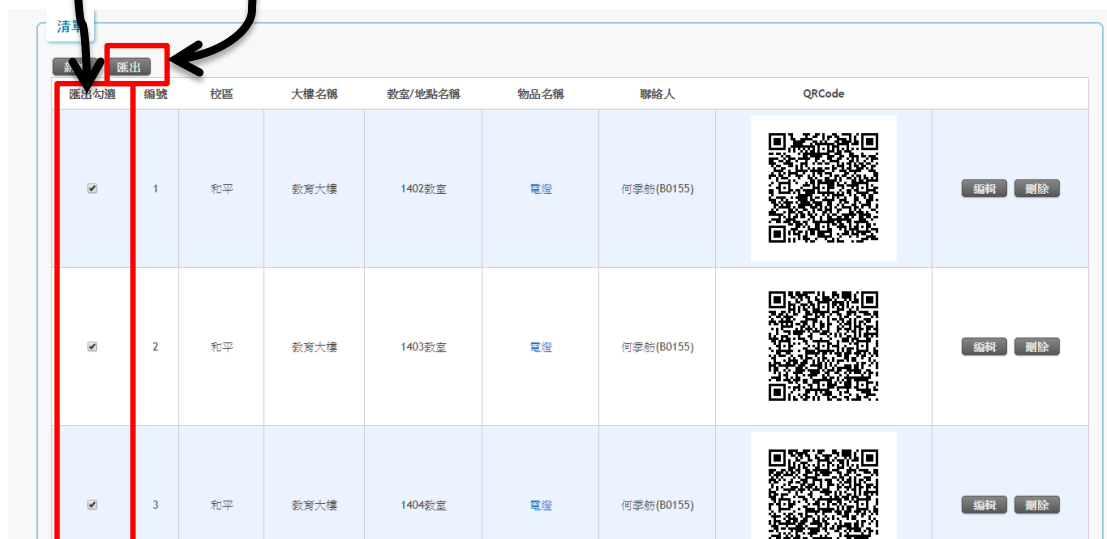 清單
匯出
匯出勾選 編號 校區 大樓名稱 教室/地點名稱 物品名稱 聯絡人 QRCode
1 和平 教育大樓 1402教室 電燈 何季舫(B0155) 編輯 刪除
2 和平 教育大樓 1403教室 電燈 何季舫(B0155) 編輯 刪除
3 和平 教育大樓 1404教室 電燈 何季舫(B0155) 編輯 刪除